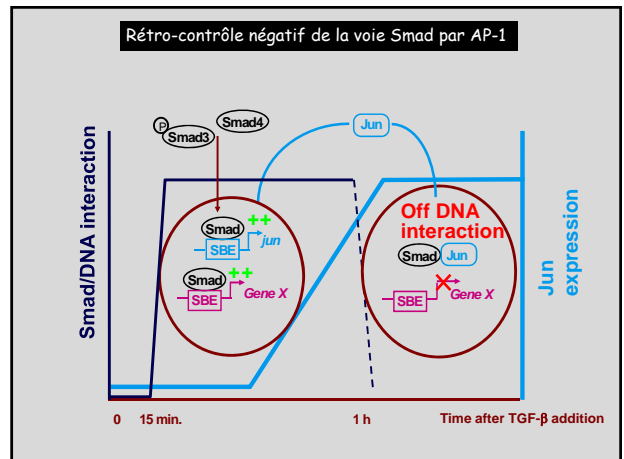 Rétro-contrôle négatif de la voie Smad par AP-1
P
Smad3
Smad4
Jun
Smad/DNA interaction
Smad
++
SBE
jun
Smad
++
SBE
Gene X
Off DNA
interaction
Smad
Jun
SBE
Gene X
Jun
expression
0
15 min.
1 h
Time after TGF-β addition